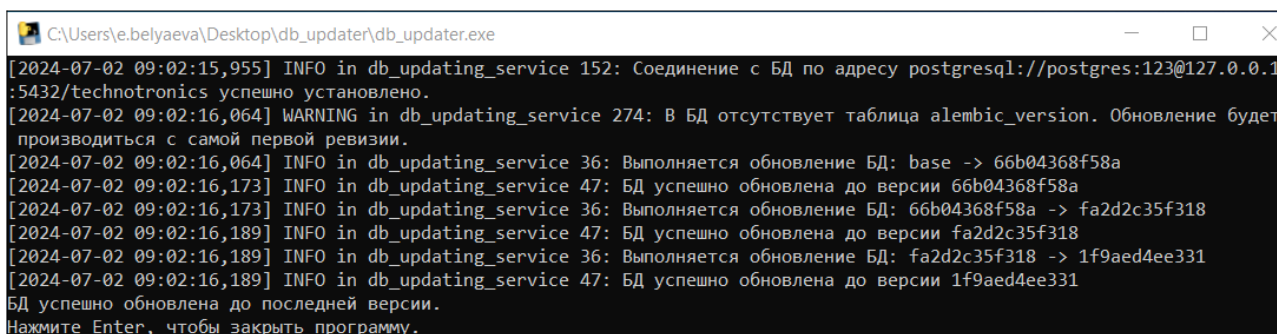 C:\Users\e.belyaeva\Desktop\db_updater\db_updater.exe
[2024-07-02 09:02:15,955] INFO in db_updating_service 152: Соединение с БД по адресу postgresql://postgres:123@127.0.0.1
:5432/technotronics успешно установлено.
[2024-07-02 09:02:16,064] WARNING in db_updating_service 274: В БД отсутствует таблица alembic_version. Обновление будет
производиться с самой первой ревизии.
[2024-07-02 09:02:16,064] INFO in db_updating_service 36: Выполняется обновление БД: base -> 66b04368f58a
[2024-07-02 09:02:16,173] INFO in db_updating_service 47: БД успешно обновлена до версии 66b04368f58a
[2024-07-02 09:02:16,173] INFO in db_updating_service 36: Выполняется обновление БД: 66b04368f58a -> fa2d2c35f318
[2024-07-02 09:02:16,189] INFO in db_updating_service 47: БД успешно обновлена до версии fa2d2c35f318
[2024-07-02 09:02:16,189] INFO in db_updating_service 36: Выполняется обновление БД: fa2d2c35f318 -> 1f9aed4ee331
[2024-07-02 09:02:16,189] INFO in db_updating_service 47: БД успешно обновлена до версии 1f9aed4ee331
БД успешно обновлена до последней версии.
Нажмите Enter, чтобы закрыть программу.